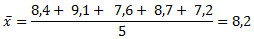 x̄ = (8,4 + 9,1 + 7,6 + 8,7 + 7,2) / 5 = 8,2